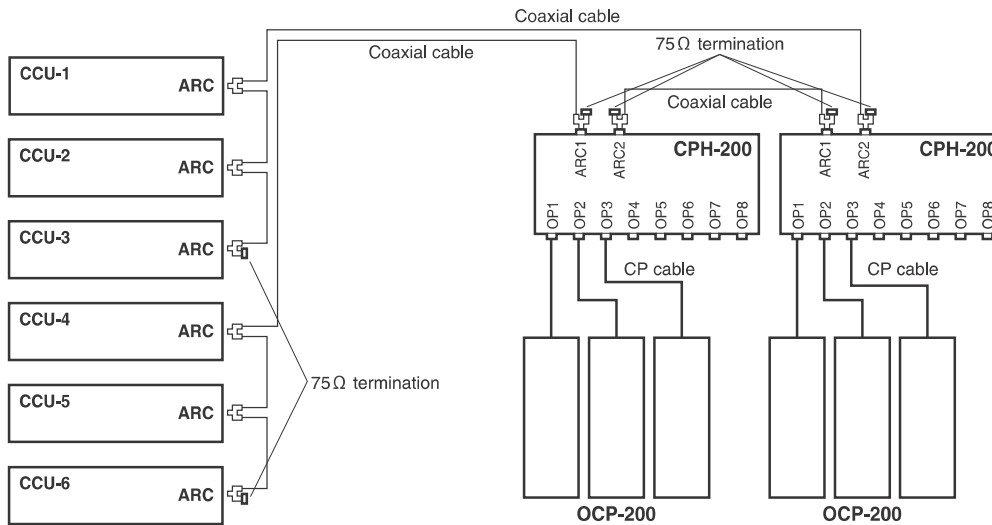 Coaxial cable
Coaxial cable
75Ω termination
Coaxial cable
CCU-1
ARC
CCU-2
ARC
CCU-3
ARC
CCU-4
ARC
CCU-5
ARC
CCU-6
ARC
75Ω termination
CPH-200
ARC1
ARC2
OP1
OP2
OP3
OP4
OP5
OP6
OP7
OP8
CP cable
OCP-200
CPH-200
ARC1
ARC2
OP1
OP2
OP3
OP4
OP5
OP6
OP7
OP8
CP cable
OCP-200